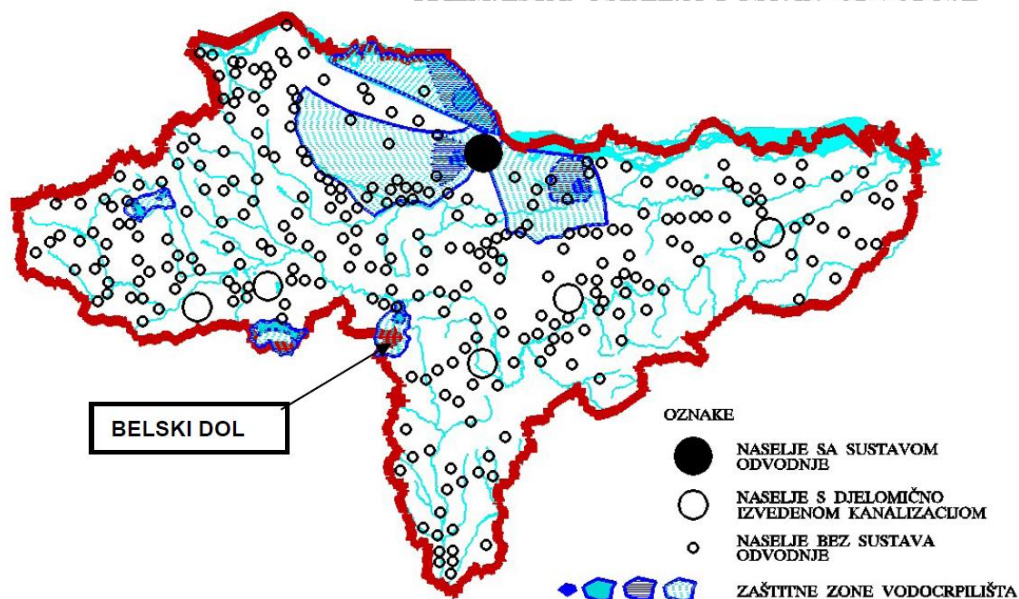 BELSKI DOL
OZNAKE
NASELJE SA SUSTAVOM
ODVODNJE
NASELJE S DJELOMIČNO
IZVEDENOM KANALIZACIJOM
NASELJE BEZ SUSTAVA
ODVODNJE
ZAŠTITNE ZONE VODOCRPILIŠTA